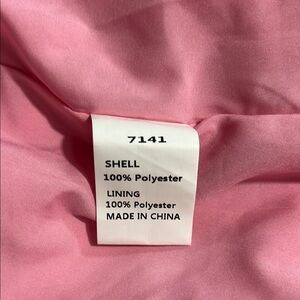 7141
SHELL
100% Polyester
LINING
100% Polyester
MADE IN CHINA